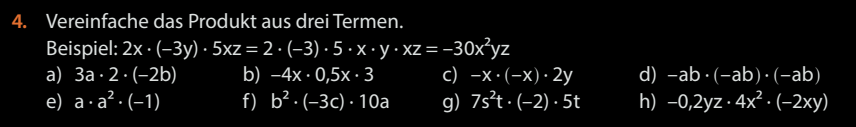 4. Vereinfache das Produkt aus drei Termen.
Beispiel: 2x · (–3y) · 5xz = 2 · (–3) · 5 · x · y · xz = –30x²yz
a) 3a · 2 · (–2b) b) –4x · 0,5x · 3 c) –x · (–x) · 2y d) –ab · (–ab) · (–ab)
e) a · a² · (–1) f) b² · (–3c) · 10a g) 7s²t · (–2) · 5t h) –0,2yz · 4x² · (–2xy)